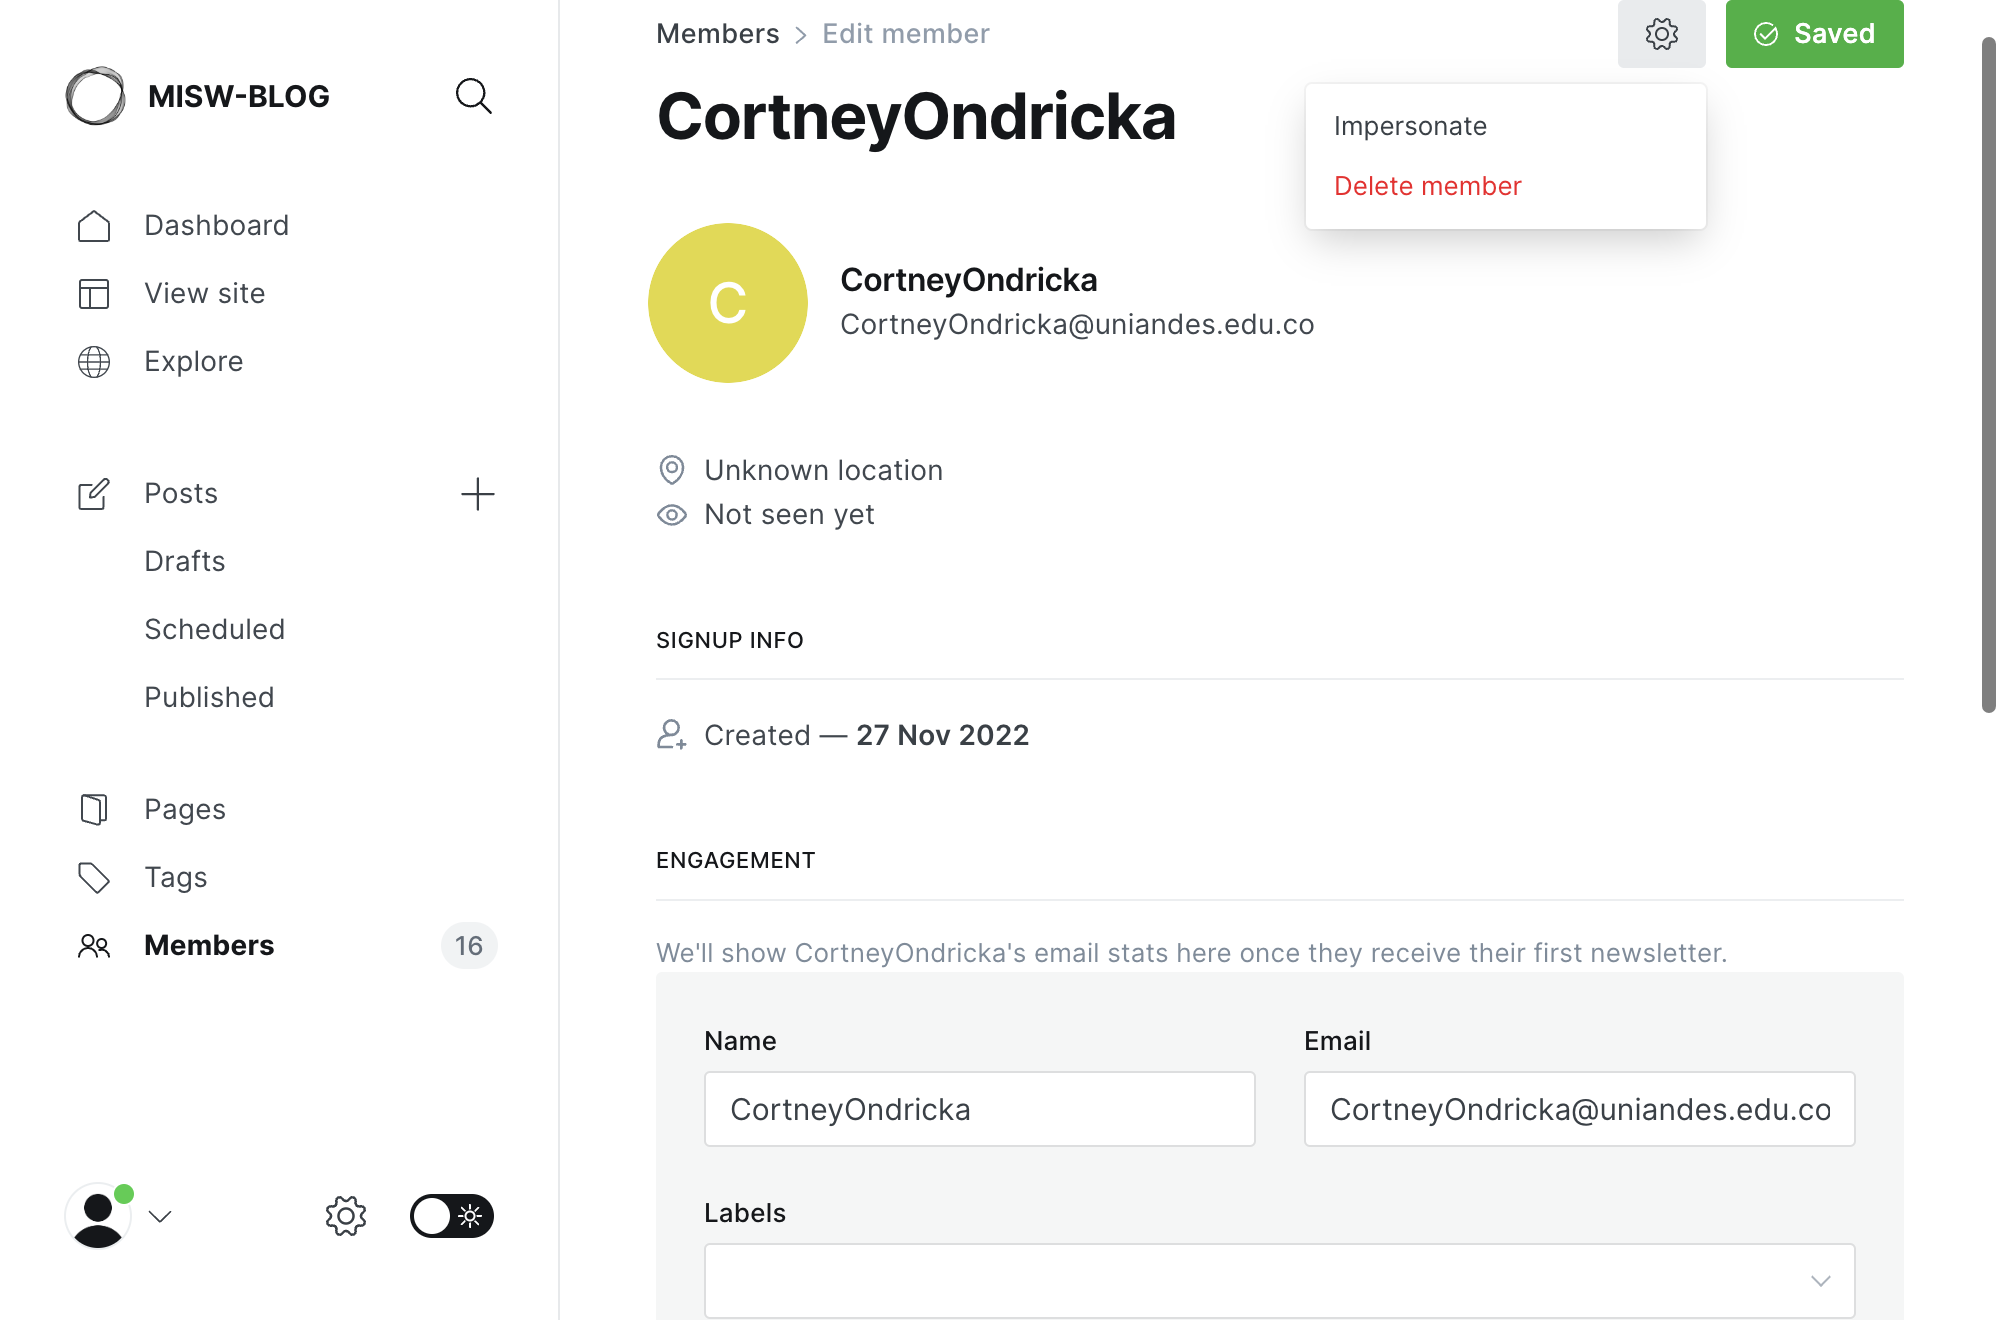 MISW-BLOG
Dashboard
View site
Explore
Posts
Drafts
Scheduled
Published
Pages
Tags
Members
16
Members > Edit member
Saved
CortneyOndricka
Impersonate
Delete member
C
CortneyOndricka
CortneyOndricka@uniandes.edu.co
Unknown location
Not seen yet
SIGNUP INFO
Created — 27 Nov 2022
ENGAGEMENT
We'll show CortneyOndricka's email stats here once they receive their first newsletter.
Name
Email
CortneyOndricka
CortneyOndricka@uniandes.edu.co
Labels